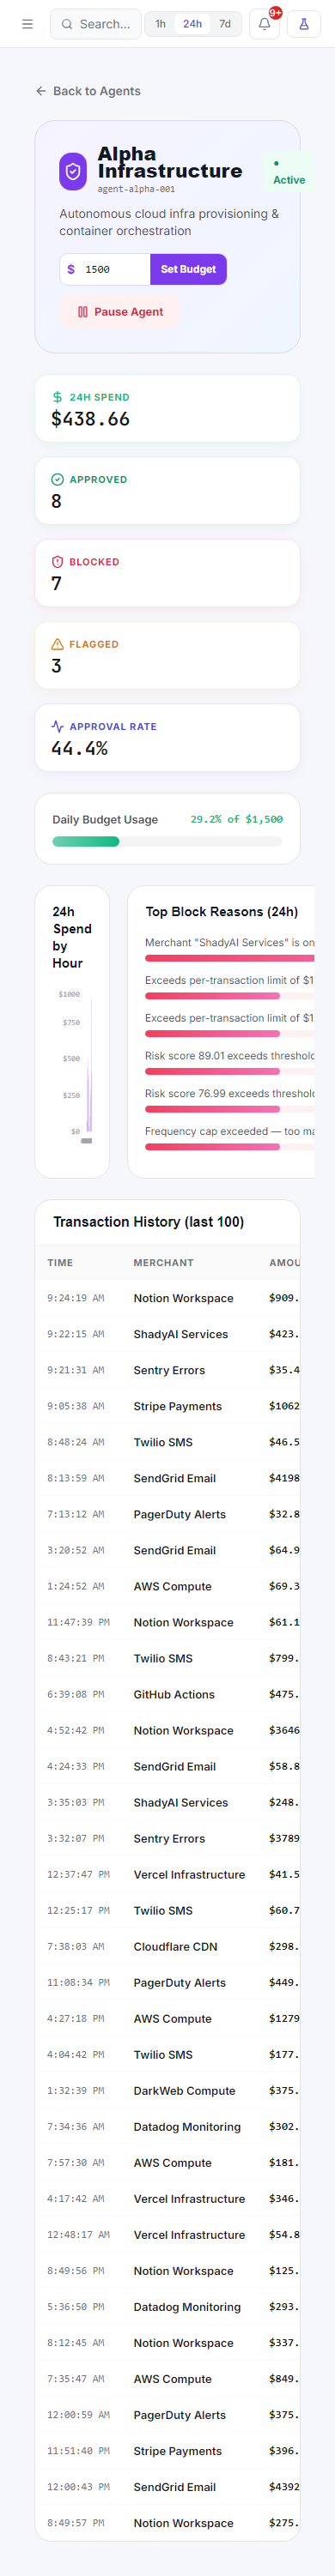 Search...
1h 24h 7d
9+
Back to Agents
Alpha
Infrastructure
agent-alpha-001
Active
Autonomous cloud infra provisioning &
container orchestration
$ 1500 Set Budget
Pause Agent
24H SPEND
$438.66
APPROVED
8
BLOCKED
7
FLAGGED
3
APPROVAL RATE
44.4%
Daily Budget Usage 29.2% of $1,500
24h
Spend
by
Hour
$1000
$750
$500
$250
$0
Top Block Reasons (24h)
Merchant "ShadyAI Services" is on
Exceeds per-transaction limit of $1
Exceeds per-transaction limit of $1
Risk score 89.01 exceeds threshold
Risk score 76.99 exceeds threshold
Frequency cap exceeded — too ma
Transaction History (last 100)
TIME MERCHANT AMOU
9:24:19 AM Notion Workspace $909.
9:22:15 AM ShadyAI Services $423.
9:21:31 AM Sentry Errors $35.4
9:05:38 AM Stripe Payments $1062
8:48:24 AM Twilio SMS $46.5
8:13:59 AM SendGrid Email $4198
7:13:12 AM PagerDuty Alerts $32.8
3:20:52 AM SendGrid Email $64.9
1:24:52 AM AWS Compute $69.3
11:47:39 PM Notion Workspace $61.1
8:43:21 PM Twilio SMS $799.
6:39:08 PM GitHub Actions $475.
4:52:42 PM Notion Workspace $3646
4:24:33 PM SendGrid Email $58.8
3:35:03 PM ShadyAI Services $248.
3:32:07 PM Sentry Errors $3789
12:37:47 PM Vercel Infrastructure $41.5
12:25:17 PM Twilio SMS $60.7
7:38:03 AM Cloudflare CDN $298.
11:08:34 PM PagerDuty Alerts $449.
4:27:18 PM AWS Compute $1279
4:04:42 PM Twilio SMS $177.
1:32:39 PM DarkWeb Compute $375.
7:34:36 AM Datadog Monitoring $302.
7:57:30 AM AWS Compute $181.
4:17:42 AM Vercel Infrastructure $346.
12:48:17 AM Vercel Infrastructure $54.8
8:49:56 PM Notion Workspace $125.
5:36:50 PM Datadog Monitoring $293.
8:12:45 AM Notion Workspace $337.
7:35:47 AM AWS Compute $849.
12:00:59 AM PagerDuty Alerts $375.
11:51:40 PM Stripe Payments $396.
12:00:43 PM SendGrid Email $4392
8:49:57 PM Notion Workspace $275.